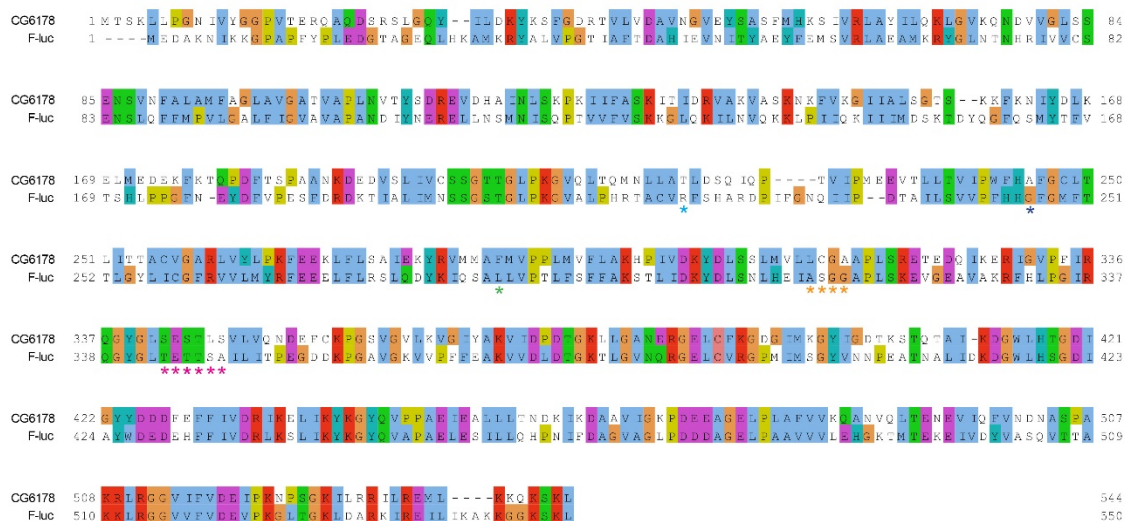 CG6178 1 MTSKLLPGNIVYGGPVTERQAQDSRSLGQY--ILDKYKSFGDRTVLVDAVNGVEYSASFMHKSIVRLAYILQKLGVKQNDVVGLSS 84
F-luc 1 ----MEDAKNIKKGPAPFYPLEDGTAGEQLHKAMKRYALVPGTIAFTDAHIEVNITYAEYFEMSVRLAEAMKRYGLNTNHRIVVCS 82
CG6178 85 ENSVNFALAMFAGLAVGATVAPLNVTYSDREVDHAINLSKPKIIFASKITIDRVAKVASKNKFVKGIIALSGTS--KKFKNIYDLK 168
F-luc 83 ENSLQFFMPVLGALFIGVAVAPANDIYNERELLNSMNISQPTVVFVSKKGLQKILNVQKKLPIIQKIIIMDSKTDYQGFQSMYTFV 168
CG6178 169 ELMEDEKFKTQPDFTSPAANKDEDVSLIVCSSGTTGLPKGVQLTQMNLLATLDSQIQP----TVIPMEEVTLLTVIPWFHAFGCLT 250
F-luc 169 TSHLPPGFN-EYDFVPESFDRDKTIALIMNSSGSTGLPKGVALPHRTACVRFSHARDPIFGNQIIP--DTAILSVVPFHHGFGMFT 251
* *
CG6178 251 LITTACVGARLVYLPKFEEKLFLSAIEKYRVMMAFMVPPLMVFLAKHPIVDKYDLSSLMVLLCGAAPLSRETEDQIKERIGVPFIR 336
F-luc 252 TLGYLICGFRVVLMYRFEEELFLRSLQDYKIQSALLVPTLFSFFAKSTLIDKYDLSNLHEIASGGAPLSKEVGEAVAKRFHLPGIR 337
* ****
CG6178 337 QGYGLSESTLSVLVQNDEFCKPGSVGVLKVGIYAKVIDPDTGKLLGANERGELCFKGDGIMKGYIGDTKSTQTAI-KDGWLHTGDI 421
F-luc 338 QGYGLTETTSAILITPEGDDKPGAVGKVVPFFEAKVVDLDTGKTLGVNQRGELCVRGPMIMSGYVNNPEATNALIDKDGWLHSGDI 423
******
CG6178 422 GYYDDDFEFFIVDRIKELIKYKGYQVPPAEIEALLLTNDKIKDAAVIGKPDEEAGELPLAFVVKQANVQLTENEVIQFVNDNASPA 507
F-luc 424 AYWDEDEHFFIVDRLKSLIKYKGYQVAPAELESILLQHPNIFDAGVAGLPDDDAGELPAAVVVLEHGKTMTEKEIVDYVASQVTTA 509
CG6178 508 KRLRGGVIFVDEIPKNPSGKILRRILREML----KKQKSKL 544
F-luc 510 KKLRGGVVFVDEVPKGLTGKLDARKIREILIKAKKGGKSKL 550